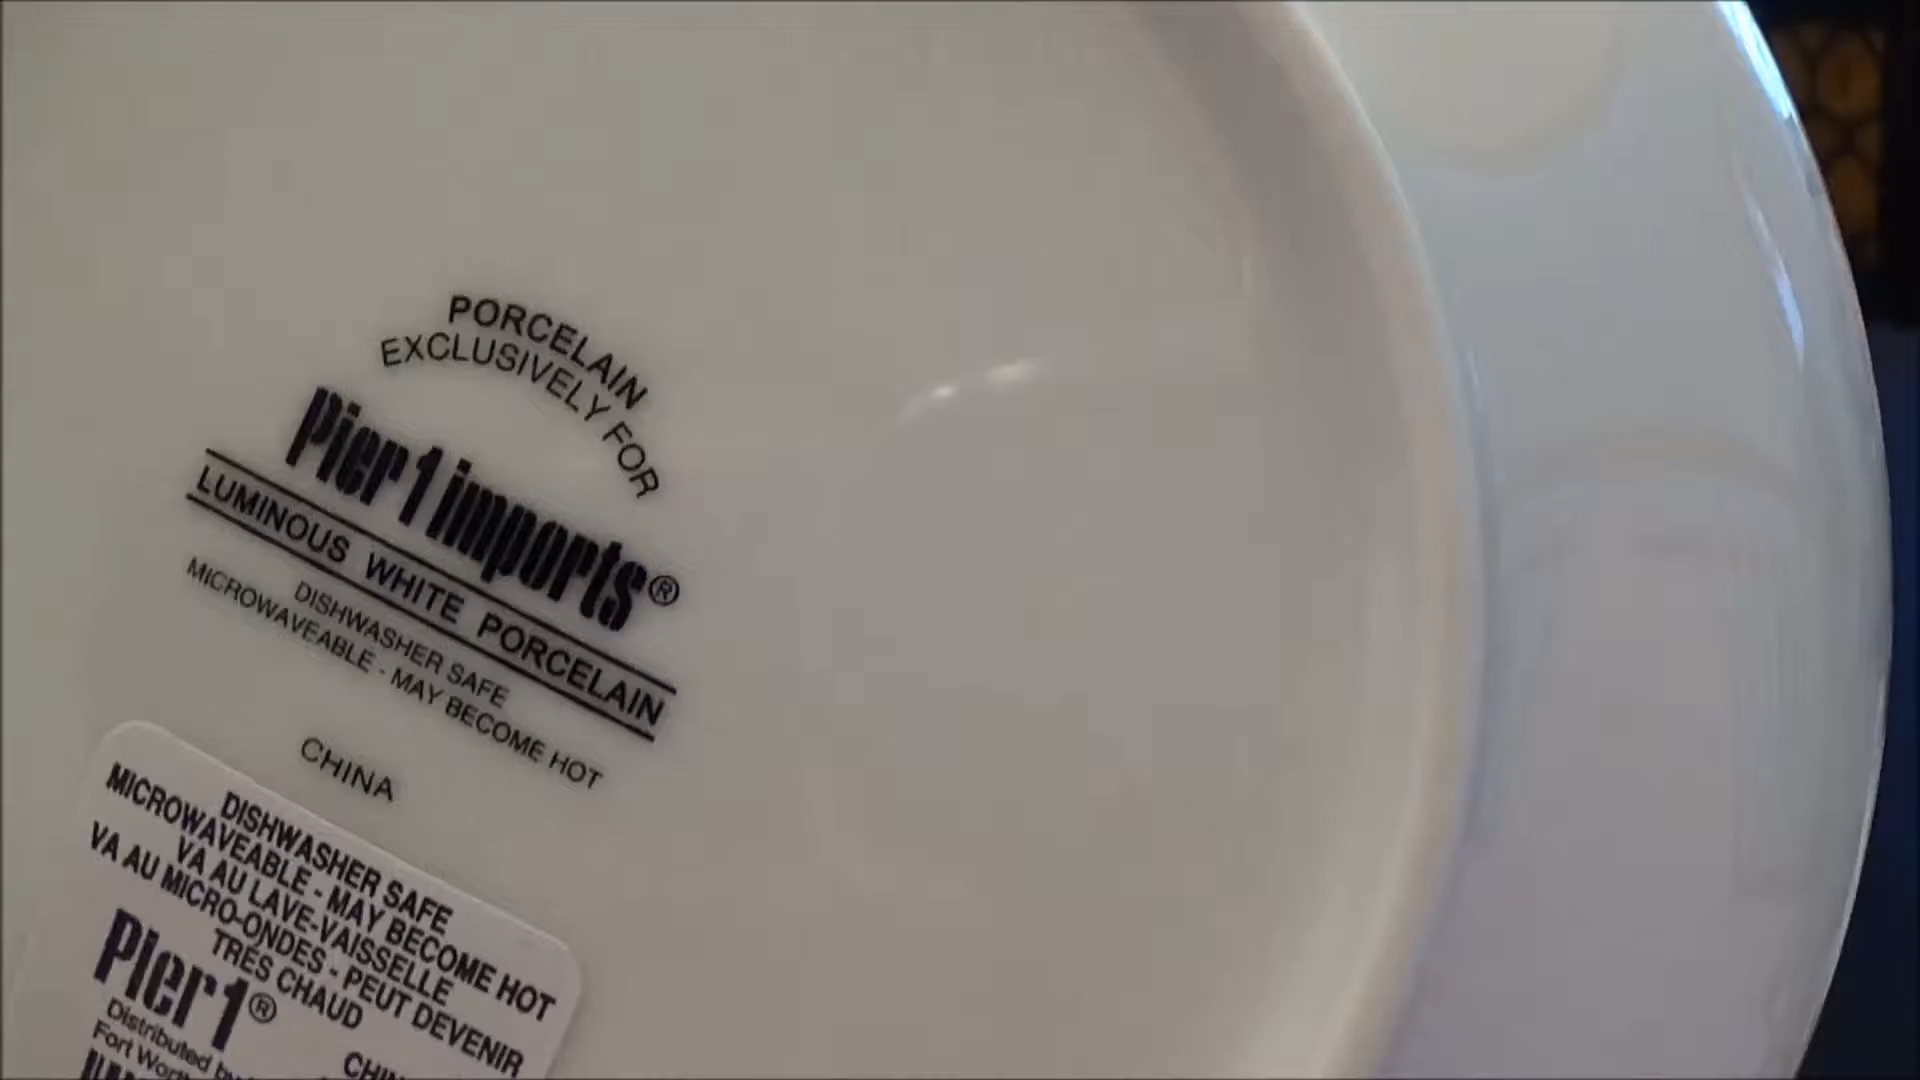 PORCELAIN
EXCLUSIVELY FOR
Pier 1 imports®
LUMINOUS WHITE PORCELAIN
DISHWASHER SAFE
MICROWAVEABLE - MAY BECOME HOT
CHINA
DISHWASHER SAFE
MICROWAVEABLE - MAY BECOME HOT
VA AU LAVE-VAISSELLE
VA AU MICRO-ONDES - PEUT DEVENIR
TRÉS CHAUD
Pier 1®
Distributed by
Fort Worth